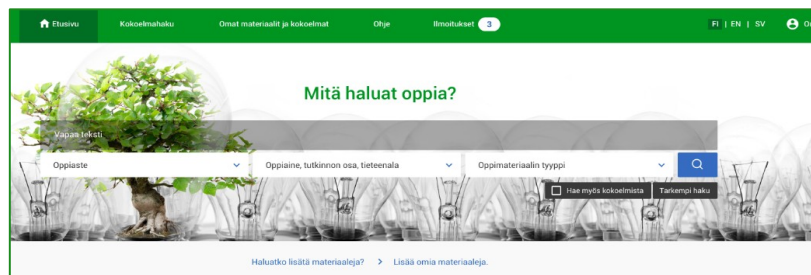 Etusivu Kokoelmahaku Omat materiaalit ja kokoelmat Ohje Ilmoitukset 3 FI | EN | SV
Mitä haluat oppia?
Vapaa teksti
Oppiaste Oppiaine, tutkinnon osa, tieteenala Oppimateriaalin tyyppi
Hae myös kokoelmista Tarkempi haku
Haluatko lisätä materiaaleja? > Lisää omia materiaaleja.